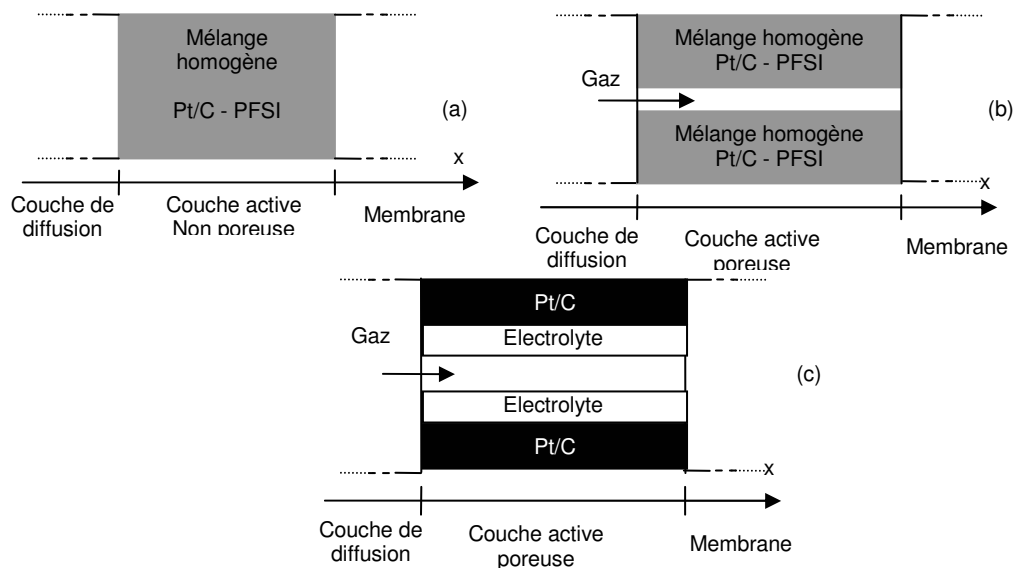 Mélange
homogène
Pt/C - PFSI
(a)
x
Couche de
diffusion
Couche active
Non poreuse
Membrane
Mélange homogène
Pt/C - PFSI
Gaz
(b)
Mélange homogène
Pt/C - PFSI
x
Couche de
diffusion
Couche active
poreuse
Membrane
Pt/C
Gaz
Electrolyte
(c)
Electrolyte
Pt/C
x
Couche de
diffusion
Couche active
poreuse
Membrane